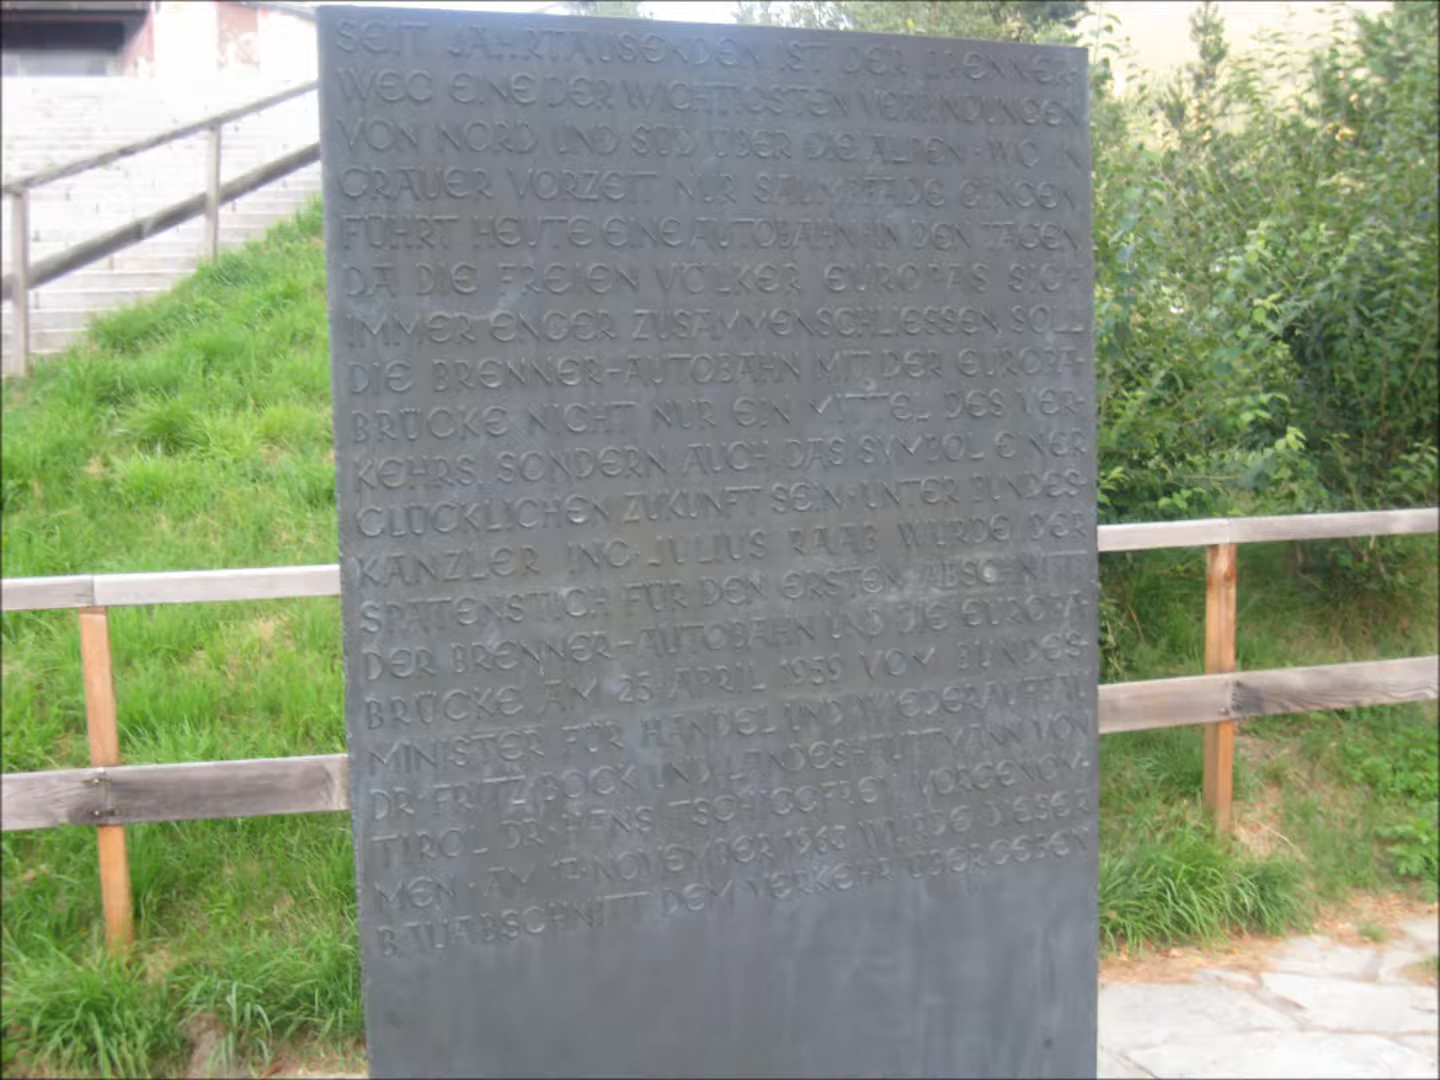 SEIT JAHRTAUSENDEN IST DER BRENNER-
WEG EINE DER WICHTIGSTEN VERBINDUNGEN
VON NORD UND SÜD ÜBER DIE ALPEN · WO IN
GRAUER VORZEIT NUR SAUMPFADE GINGEN
FÜHRT HEUTE EINE AUTOBAHN · IN DEN TAGEN
DA DIE FREIEN VÖLKER EUROPAS SICH
IMMER ENGER ZUSAMMENSCHLIESSEN, SOLL
DIE BRENNER-AUTOBAHN MIT DER EUROPA-
BRÜCKE NICHT NUR EIN MITTEL DES VER-
KEHRS, SONDERN AUCH DAS SYMBOL EINER
GLÜCKLICHEN ZUKUNFT SEIN · UNTER BUNDES-
KANZLER ING · JULIUS RAAB WURDE DER
SPATENSTICH FÜR DEN ERSTEN ABSCHNITT
DER BRENNER-AUTOBAHN UND DIE EUROPA-
BRÜCKE AM 25 · APRIL 1959 VOM BUNDES-
MINISTER FÜR HANDEL UND WIEDERAUFBAU
DR · FRITZ BOCK UND LANDESHAUPTMANN VON
TIROL DR · HANS TSCHIGGFREY VORGENOM-
MEN · AM 17 · NOVEMBER 1963 WURDE DIESER
BAUABSCHNITT DEM VERKEHR ÜBERGEBEN